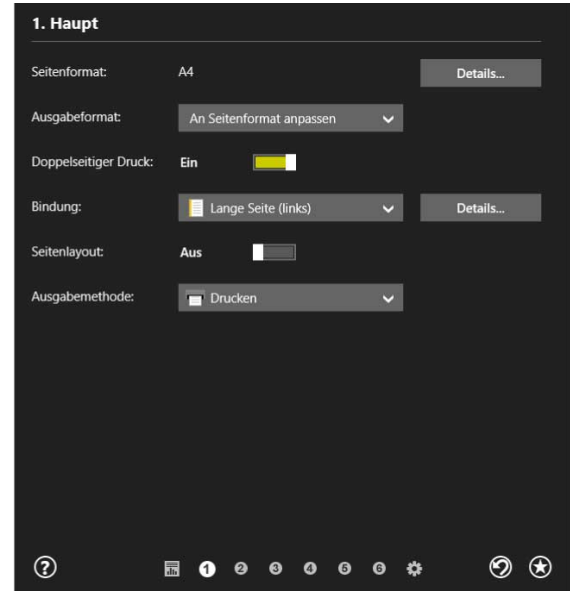 1. Haupt
Seitenformat: A4 Details...
Ausgabeformat: An Seitenformat anpassen
Doppelseitiger Druck: Ein
Bindung: Lange Seite (links) Details...
Seitenlayout: Aus
Ausgabemethode: Drucken
? 1 2 3 4 5 6